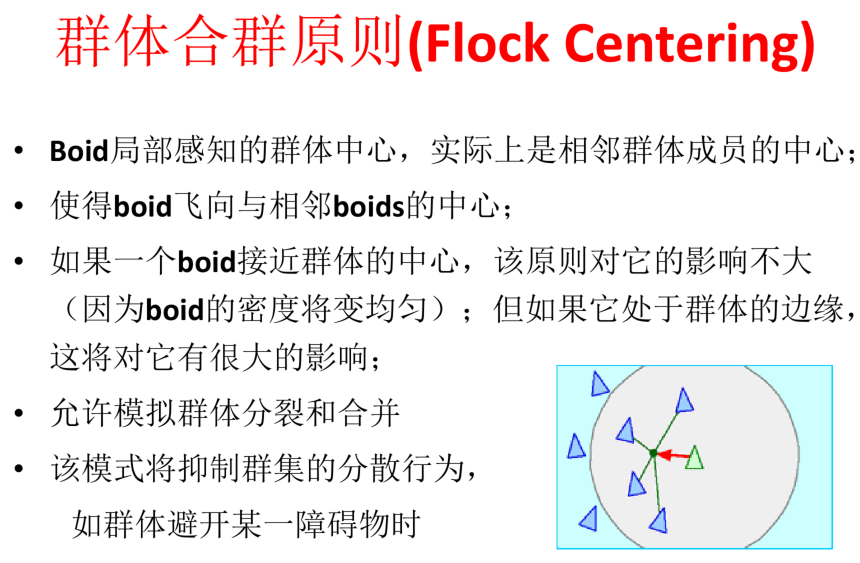 群体合群原则(Flock Centering)
• Boid局部感知的群体中心，实际上是相邻群体成员的中心；
• 使得boid飞向与相邻boids的中心；
• 如果一个boid接近群体的中心，该原则对它的影响不大
（因为boid的密度将变均匀）；但如果它处于群体的边缘，
这将对它有很大的影响；
• 允许模拟群体分裂和合并
• 该模式将抑制群集的分散行为，
如群体避开某一障碍物时